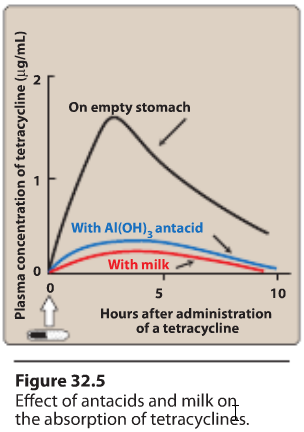 Plasma concentration of tetracycline (µg/mL)
2
On empty stomach
1
With Al(OH)3 antacid
With milk
0
0
5
10
Hours after administration
of a tetracycline
Figure 32.5
Effect of antacids and milk on
the absorption of tetracyclines.